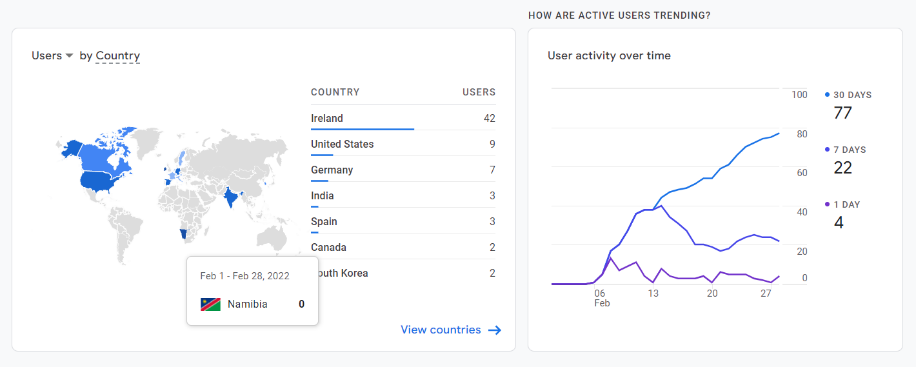 HOW ARE ACTIVE USERS TRENDING?
Users by Country
COUNTRY USERS
Ireland 42
United States 9
Germany 7
India 3
Spain 3
Canada 2
outh Korea 2
Feb 1 - Feb 28, 2022
Namibia 0
View countries
User activity over time
100
80
60
40
20
0
06
Feb
13
20
27
30 DAYS
77
7 DAYS
22
1 DAY
4